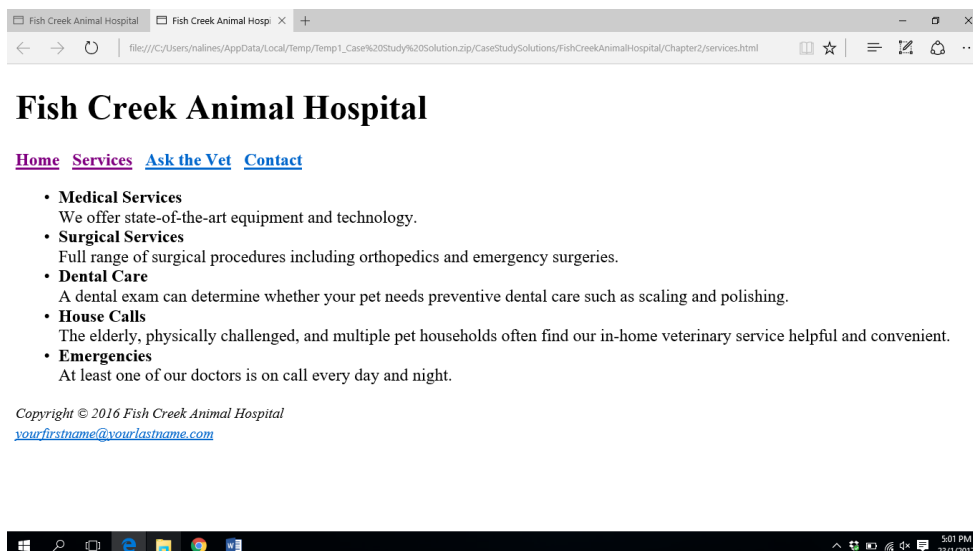 Fish Creek Animal Hospital
Fish Creek Animal Hospi
file:///C:/Users/nalines/AppData/Local/Temp/Temp1_Case%20Study%20Solution.zip/CaseStudySolutions/FishCreekAnimalHospital/Chapter2/services.html
Fish Creek Animal Hospital
Home Services Ask the Vet Contact
• Medical Services
We offer state-of-the-art equipment and technology.
• Surgical Services
Full range of surgical procedures including orthopedics and emergency surgeries.
• Dental Care
A dental exam can determine whether your pet needs preventive dental care such as scaling and polishing.
• House Calls
The elderly, physically challenged, and multiple pet households often find our in-home veterinary service helpful and convenient.
• Emergencies
At least one of our doctors is on call every day and night.
Copyright © 2016 Fish Creek Animal Hospital
yourfirstname@yourlastname.com
5:01 PM